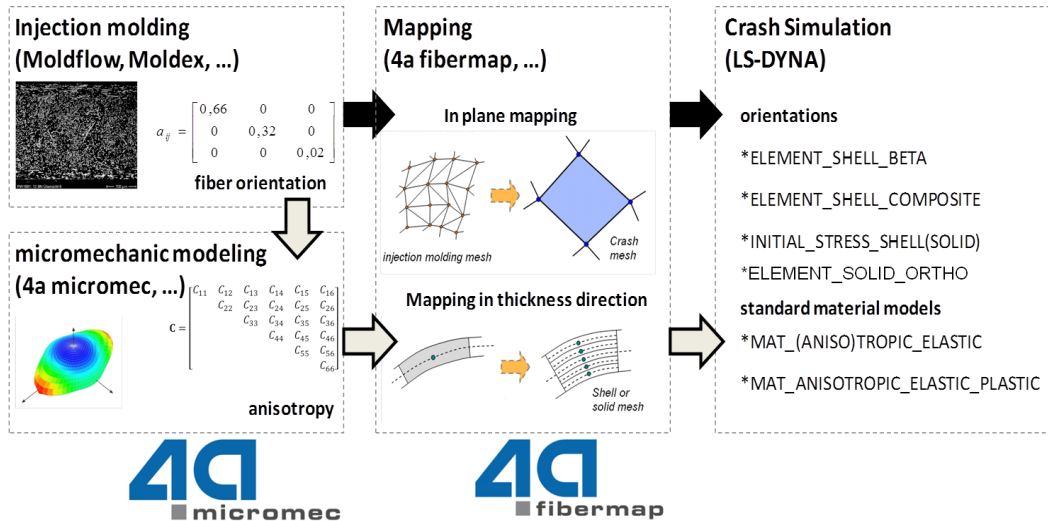 Injection molding
(Moldflow, Moldex, …)
a_ij =
0,66 0 0
0 0,32 0
0 0 0,02
fiber orientation
micromechanic modeling
(4a micromec, …)
C =
C11 C12 C13 C14 C15 C16
C22 C23 C24 C25 C26
C33 C34 C35 C36
C44 C45 C46
C55 C56
C66
anisotropy
Mapping
(4a fibermap, …)
In plane mapping
injection molding mesh
Crash
mesh
Mapping in thickness direction
Shell or
solid mesh
Crash Simulation
(LS-DYNA)
orientations
*ELEMENT_SHELL_BETA
*ELEMENT_SHELL_COMPOSITE
*INITIAL_STRESS_SHELL(SOLID)
*ELEMENT_SOLID_ORTHO
standard material models
*MAT_(ANISO)TROPIC_ELASTIC
*MAT_ANISOTROPIC_ELASTIC_PLASTIC
4a
micromec
4a
fibermap